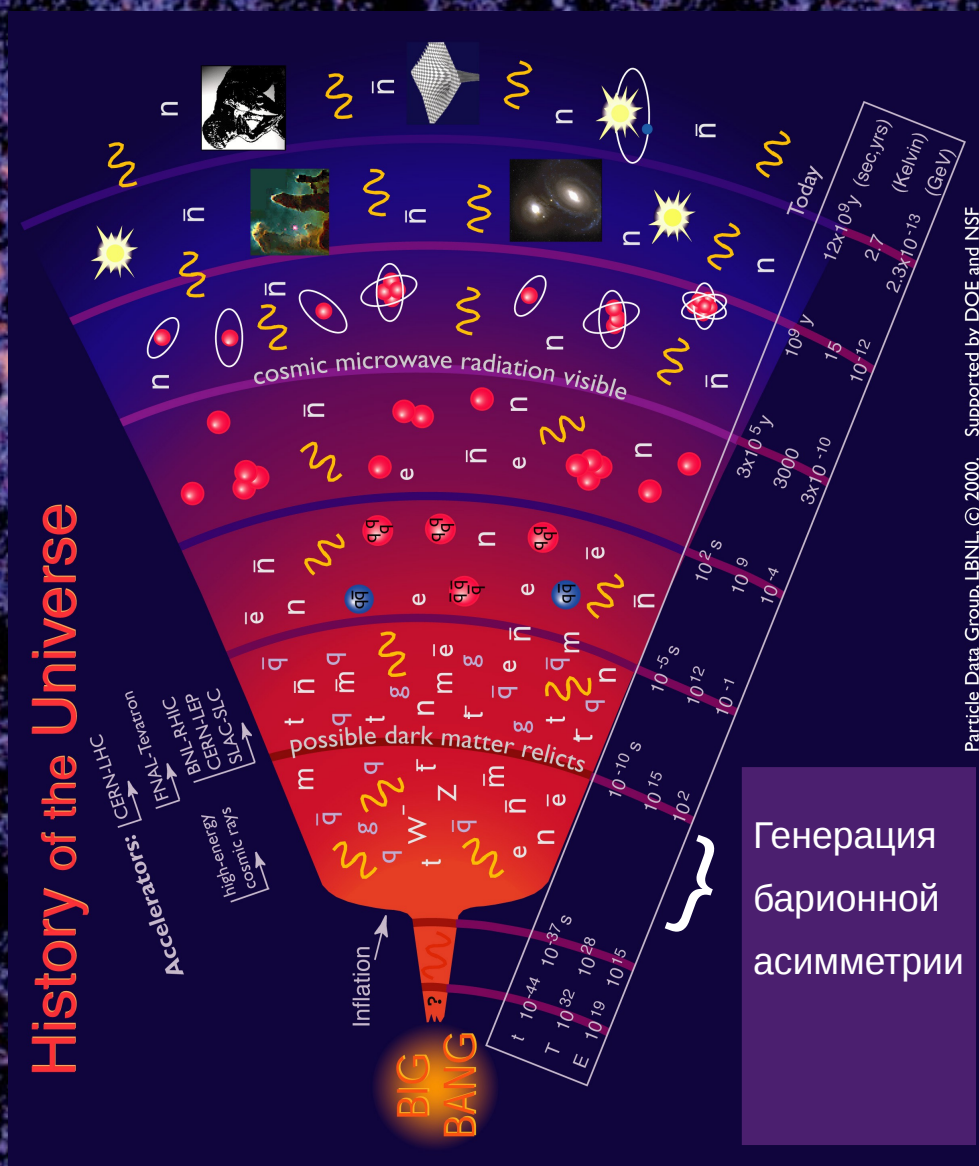 History of the Universe
Accelerators:
CERN-LHC
FNAL-Tevatron
BNL-RHIC
CERN-LEP
SLAC-SLC
high-energy
cosmic rays
Inflation
BIG
BANG
?
possible dark matter relicts
cosmic microwave radiation visible
Today
t 10⁻⁴⁴ 10⁻³⁷ s 10⁻¹⁰ s 10⁻⁵ s 10² s 3x10⁵ y 10⁹ y 12x10⁹ y (sec,yrs)
T 10³² 10²⁸ 10¹⁵ 10¹² 10⁹ 3000 15 2.7 (Kelvin)
E 10¹⁹ 10¹⁵ 10² 10⁻¹ 10⁻⁴ 3x10⁻¹⁰ 10⁻¹² 2.3x10⁻¹³ (GeV)
Particle Data Group, LBNL, © 2000. Supported by DOE and NSF
}
Генерация
барионной
асимметрии